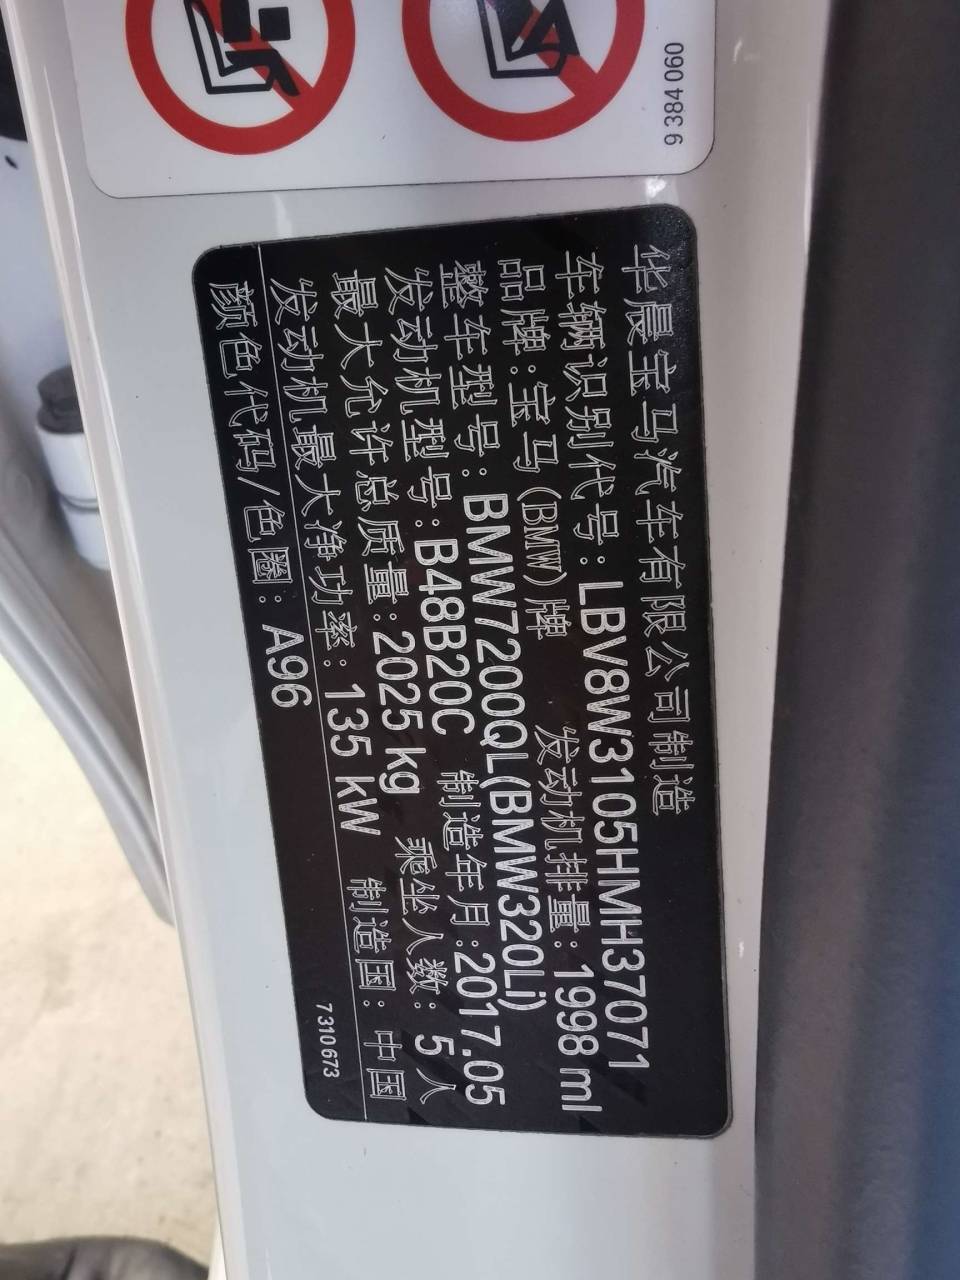 9 384 060
华晨宝马汽车有限公司制造
车辆识别代号:LBV8W3105HMH37071
品牌:宝马(BMW)牌 发动机排量:1998 ml
整车型号:BMW7200QL(BMW320Li)
发动机型号:B48B20C 制造年月:2017.05
最大允许总质量:2025 kg 乘坐人数:5人
发动机最大净功率:135 kW 制造国:中国
颜色代码/色圈:A96
7310673